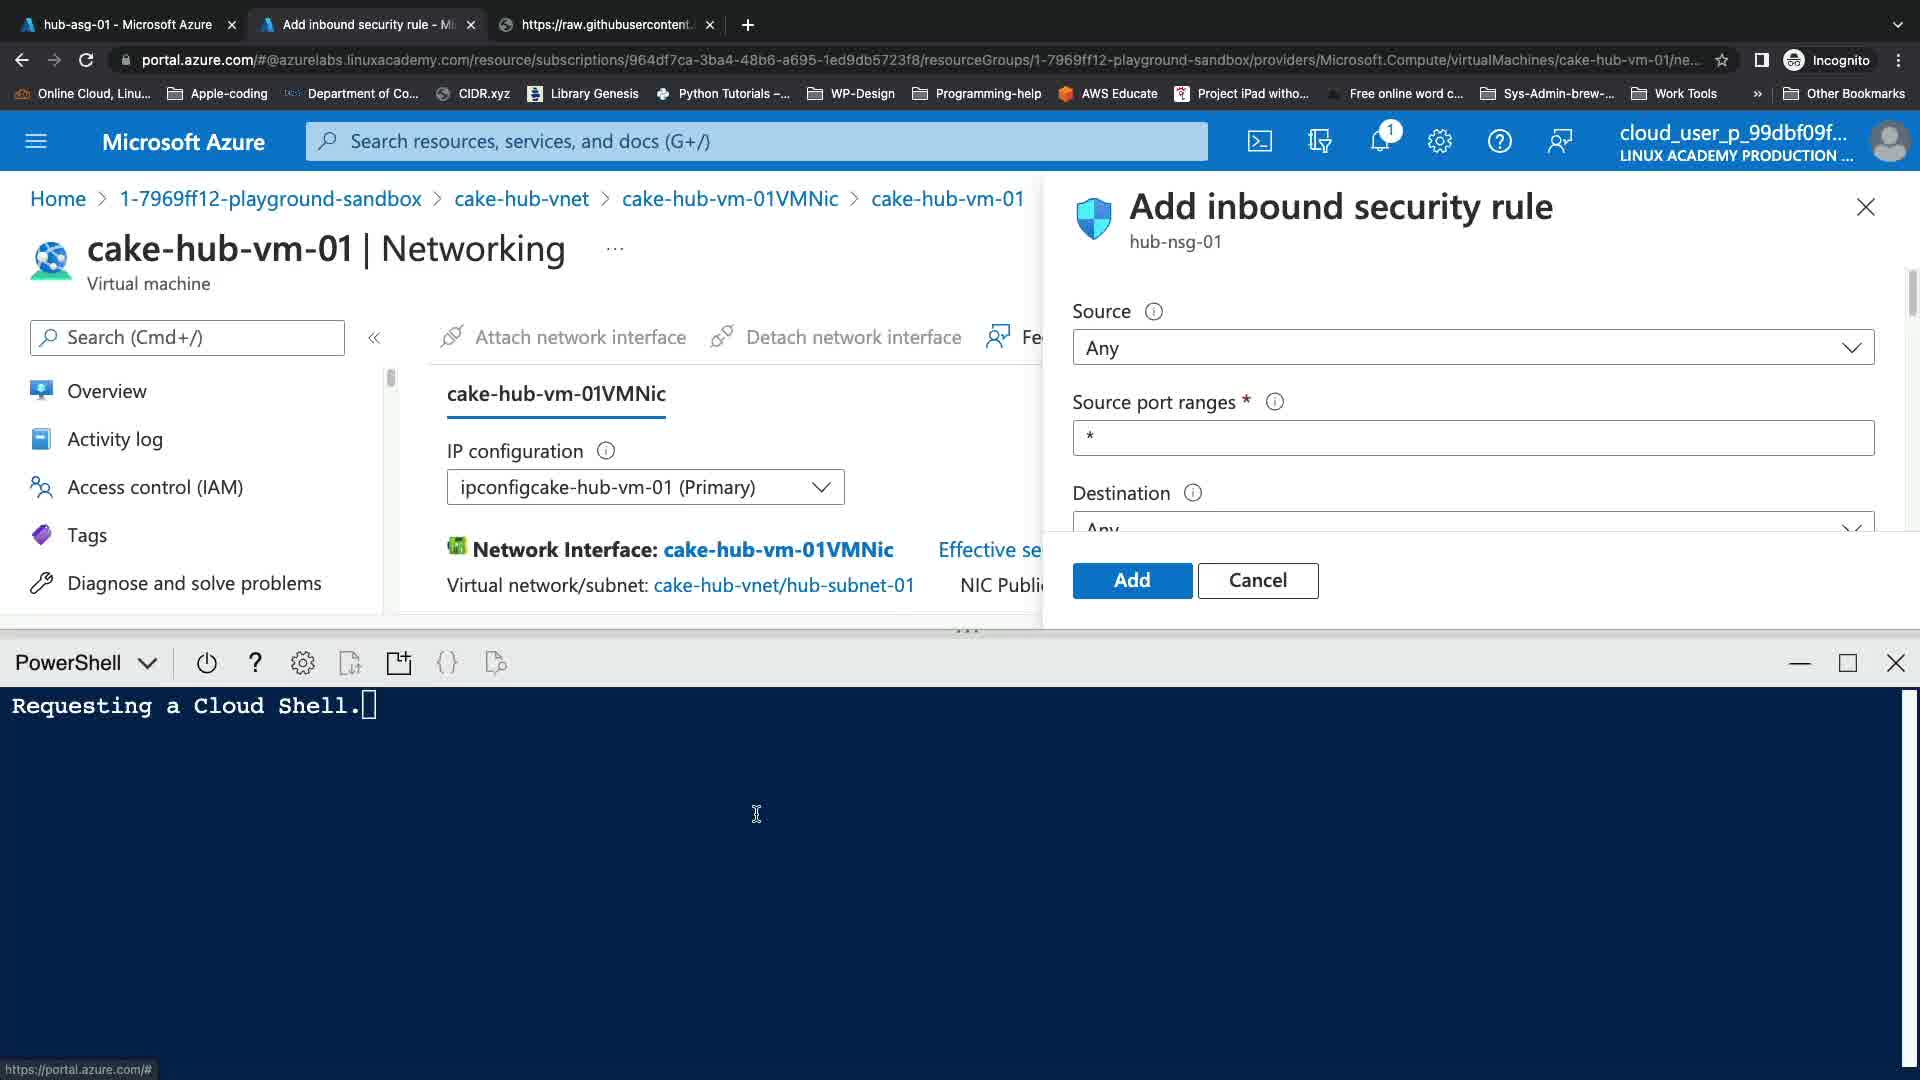 hub-asg-01 - Microsoft Azure
Add inbound security rule - Mi
https://raw.githubusercontent.
portal.azure.com/#@azurelabs.linuxacademy.com/resource/subscriptions/964df7ca-3ba4-48b6-a695-1ed9db5723f8/resourceGroups/1-7969ff12-playground-sandbox/providers/Microsoft.Compute/virtualMachines/cake-hub-vm-01/ne...
Incognito
Online Cloud, Linu...
Apple-coding
Department of Co...
CIDR.xyz
Library Genesis
Python Tutorials –...
WP-Design
Programming-help
AWS Educate
Project iPad witho...
Free online word c...
Sys-Admin-brew-...
Work Tools
»
Other Bookmarks
Microsoft Azure
Search resources, services, and docs (G+/)
1
cloud_user_p_99dbf09f...
LINUX ACADEMY PRODUCTION ...
Home > 1-7969ff12-playground-sandbox > cake-hub-vnet > cake-hub-vm-01VMNic > cake-hub-vm-01
cake-hub-vm-01 | Networking ...
Virtual machine
Search (Cmd+/)
«
Overview
Activity log
Access control (IAM)
Tags
Diagnose and solve problems
Attach network interface
Detach network interface
Fe
cake-hub-vm-01VMNic
IP configuration
ipconfigcake-hub-vm-01 (Primary)
Network Interface: cake-hub-vm-01VMNic
Effective se
Virtual network/subnet: cake-hub-vnet/hub-subnet-01
NIC Publi
Add inbound security rule
hub-nsg-01
Source
Any
Source port ranges *
*
Destination
Any
Add
Cancel
PowerShell
?
{}
Requesting a Cloud Shell.
https://portal.azure.com/#